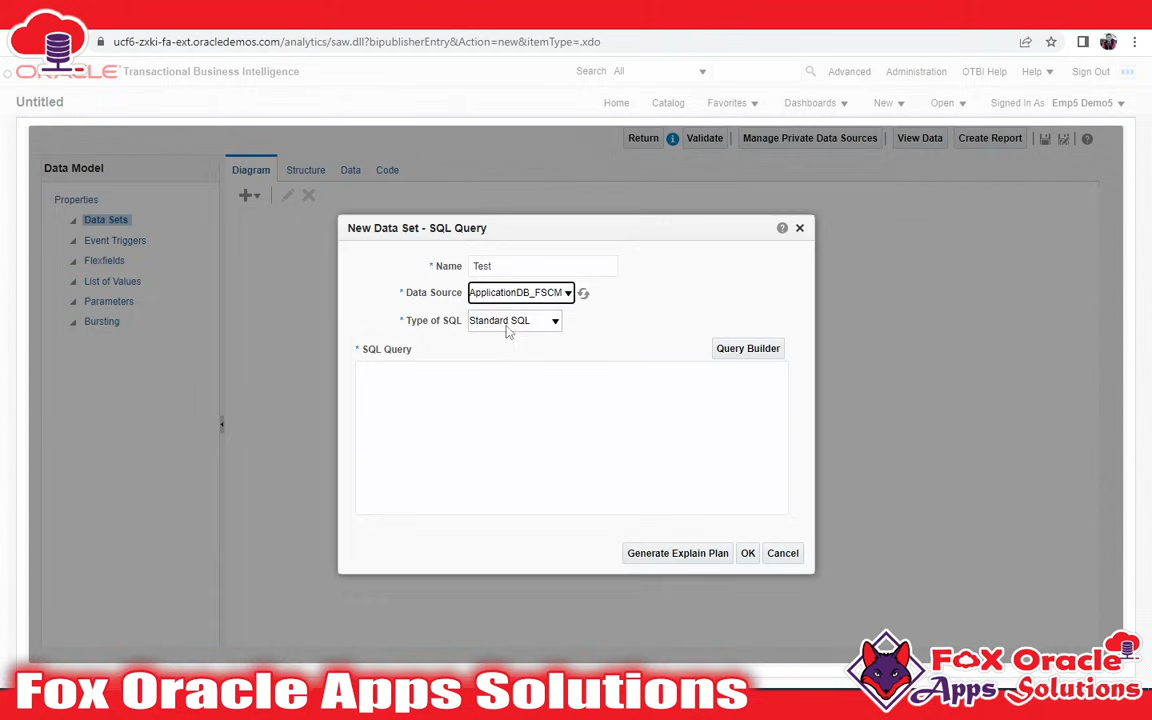 ucf6-zxki-fa-ext.oracledemos.com/analytics/saw.dll?bipublisherEntry&Action=new&itemType=.xdo
ORACLE Transactional Business Intelligence
Search All
Advanced
Administration
OTBI Help
Help
Sign Out
Untitled
Home
Catalog
Favorites
Dashboards
New
Open
Signed In As Emp5 Demo5
Return
Validate
Manage Private Data Sources
View Data
Create Report
Data Model
Diagram
Structure
Data
Code
Properties
Data Sets
Event Triggers
Flexfields
List of Values
Parameters
Bursting
New Data Set - SQL Query
* Name Test
* Data Source ApplicationDB_FSCM
* Type of SQL Standard SQL
* SQL Query
Query Builder
Generate Explain Plan
OK
Cancel
Fox Oracle Apps Solutions
Fox Oracle
Apps Solutions